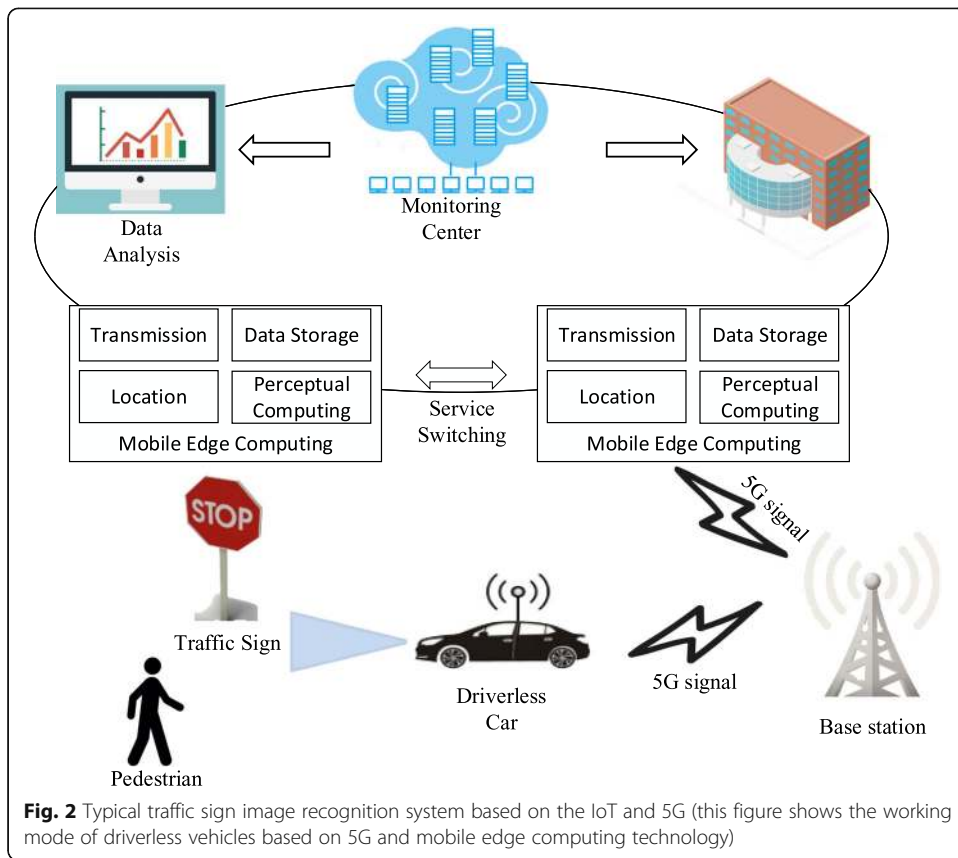 Data
Analysis
Monitoring
Center
Transmission
Data Storage
Location
Perceptual
Computing
Mobile Edge Computing
Service
Switching
Transmission
Data Storage
Location
Perceptual
Computing
Mobile Edge Computing
STOP
Traffic Sign
Pedestrian
Driverless
Car
5G signal
5G signal
Base station
Fig. 2 Typical traffic sign image recognition system based on the IoT and 5G (this figure shows the working
mode of driverless vehicles based on 5G and mobile edge computing technology)